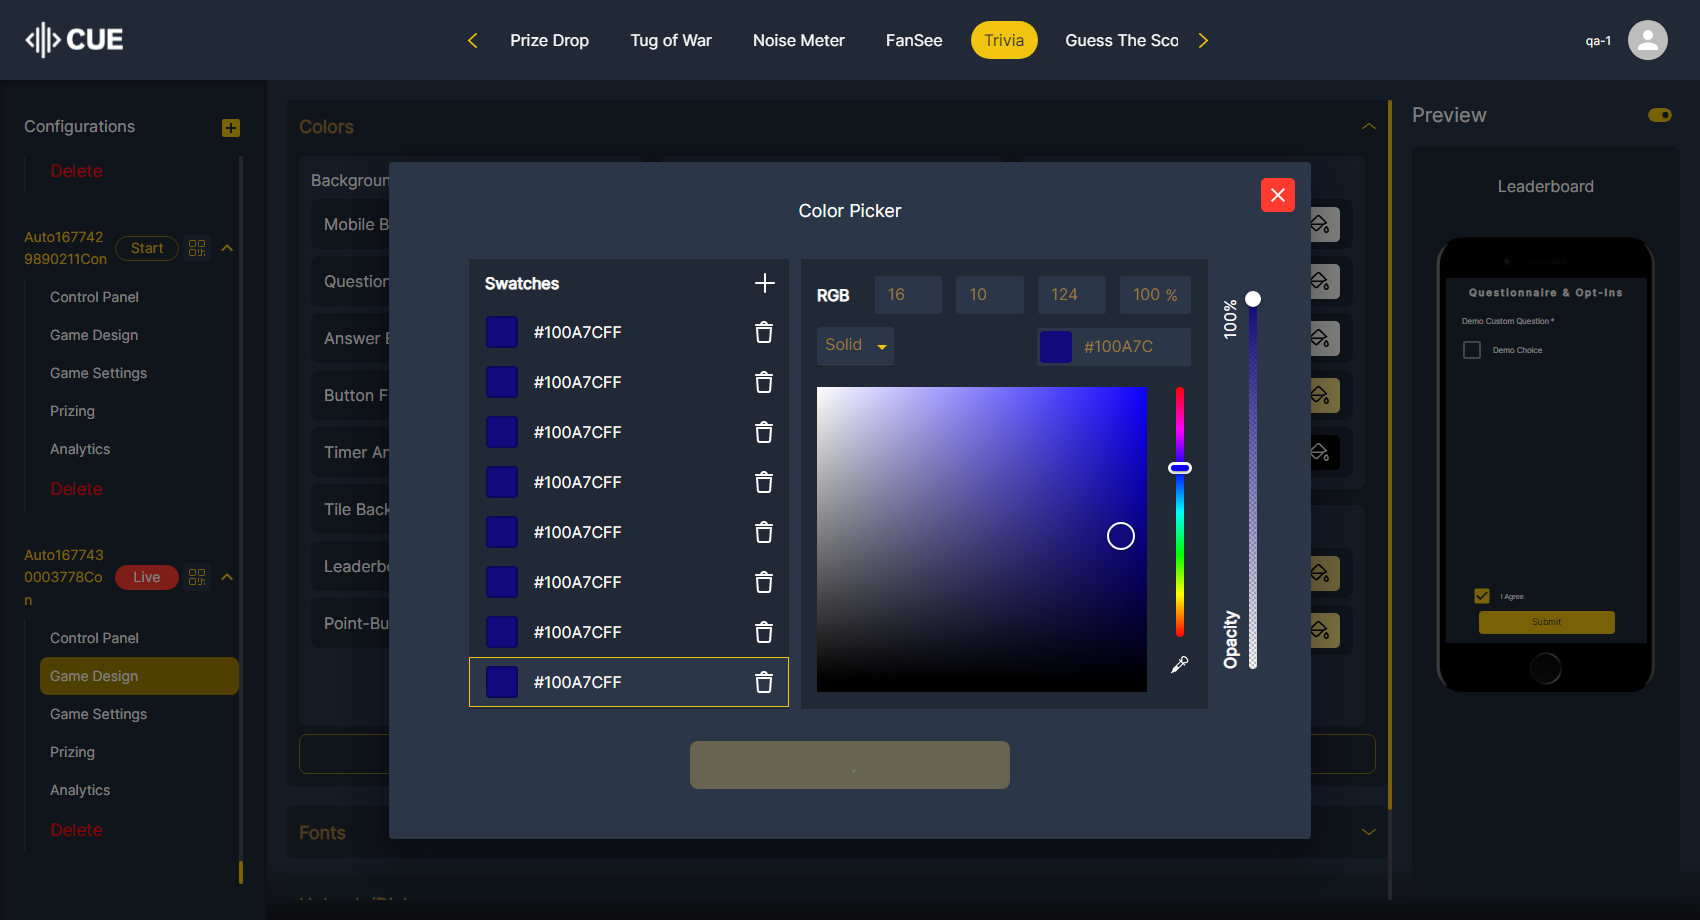 CUE
Prize Drop
Tug of War
Noise Meter
FanSee
Trivia
Guess The Sco
qa-1
Configurations
Delete
Auto167742
9890211Con
Start
Control Panel
Game Design
Game Settings
Prizing
Analytics
Delete
Auto167743
0003778Co
n
Live
Control Panel
Game Design
Game Settings
Prizing
Analytics
Delete
Colors
Backgroun
Mobile B
Question
Answer
Button F
Timer An
Tile Back
Leaderbo
Point-Bu
Fonts
Color Picker
Swatches
#100A7CFF
#100A7CFF
#100A7CFF
#100A7CFF
#100A7CFF
#100A7CFF
#100A7CFF
#100A7CFF
RGB
16
10
124
100 %
Solid
#100A7C
100%
Opacity
Preview
Leaderboard
Questionnaire & Opt-Ins
Demo Custom Question*
Demo Choice
I Agree
Submit